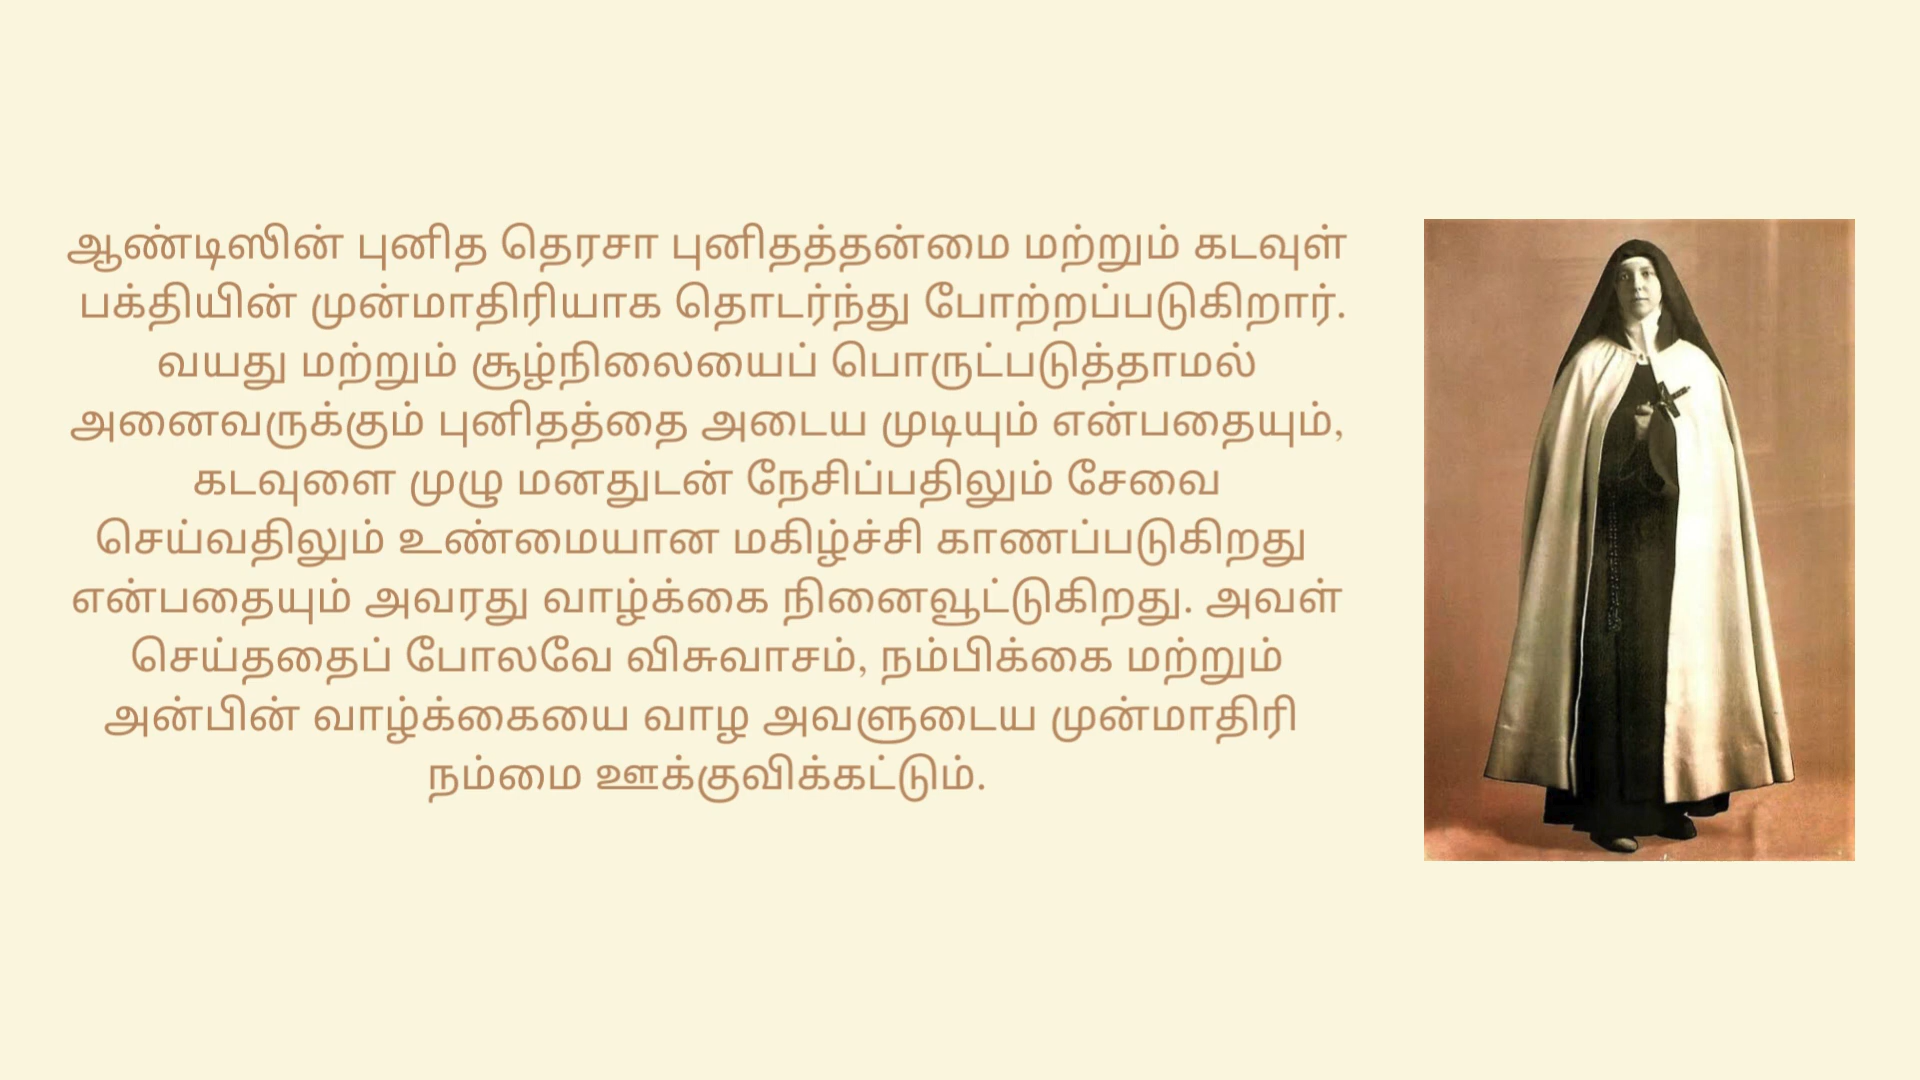 ஆண்டிஸின் புனித தெரசா புனிதத்தன்மை மற்றும் கடவுள்
பக்தியின் முன்மாதிரியாக தொடர்ந்து போற்றப்படுகிறார்.
வயது மற்றும் சூழ்நிலையைப் பொருட்படுத்தாமல்
அனைவருக்கும் புனிதத்தை அடைய முடியும் என்பதையும்,
கடவுளை முழு மனதுடன் நேசிப்பதிலும் சேவை
செய்வதிலும் உண்மையான மகிழ்ச்சி காணப்படுகிறது
என்பதையும் அவரது வாழ்க்கை நினைவூட்டுகிறது. அவள்
செய்ததைப் போலவே விசுவாசம், நம்பிக்கை மற்றும்
அன்பின் வாழ்க்கையை வாழ அவளுடைய முன்மாதிரி
நம்மை ஊக்குவிக்கட்டும்.